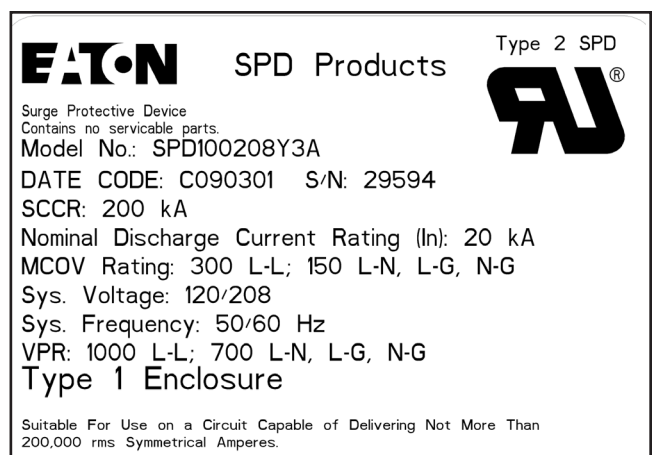 EATON
SPD Products
Type 2 SPD
RU®
Surge Protective Device
Contains no servicable parts.
Model No.: SPD100208Y3A
DATE CODE: C090301 S/N: 29594
SCCR: 200 kA
Nominal Discharge Current Rating (In): 20 kA
MCOV Rating: 300 L-L; 150 L-N, L-G, N-G
Sys. Voltage: 120/208
Sys. Frequency: 50/60 Hz
VPR: 1000 L-L; 700 L-N, L-G, N-G
Type 1 Enclosure
Suitable For Use on a Circuit Capable of Delivering Not More Than
200,000 rms Symmetrical Amperes.